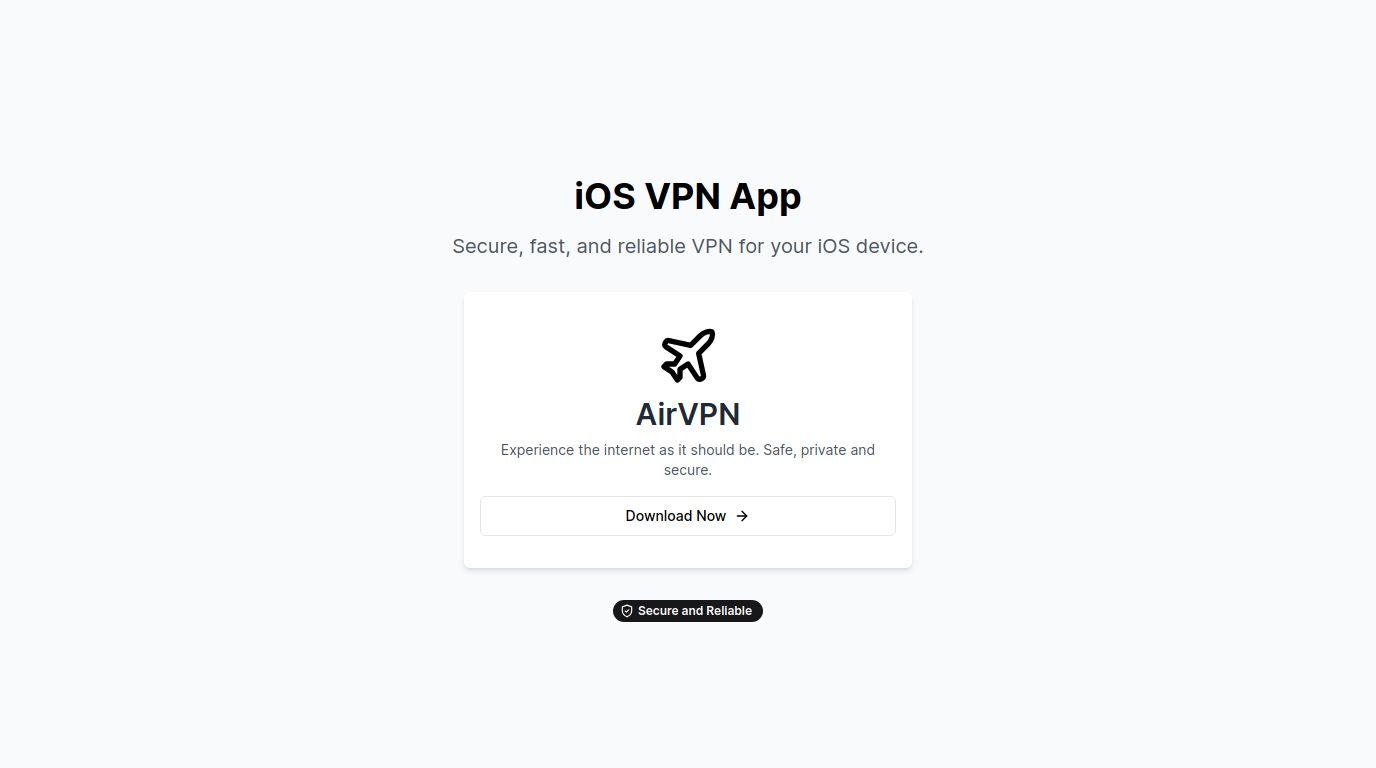 iOS VPN App
Secure, fast, and reliable VPN for your iOS device.
AirVPN
Experience the internet as it should be. Safe, private and
secure.
Download Now
Secure and Reliable